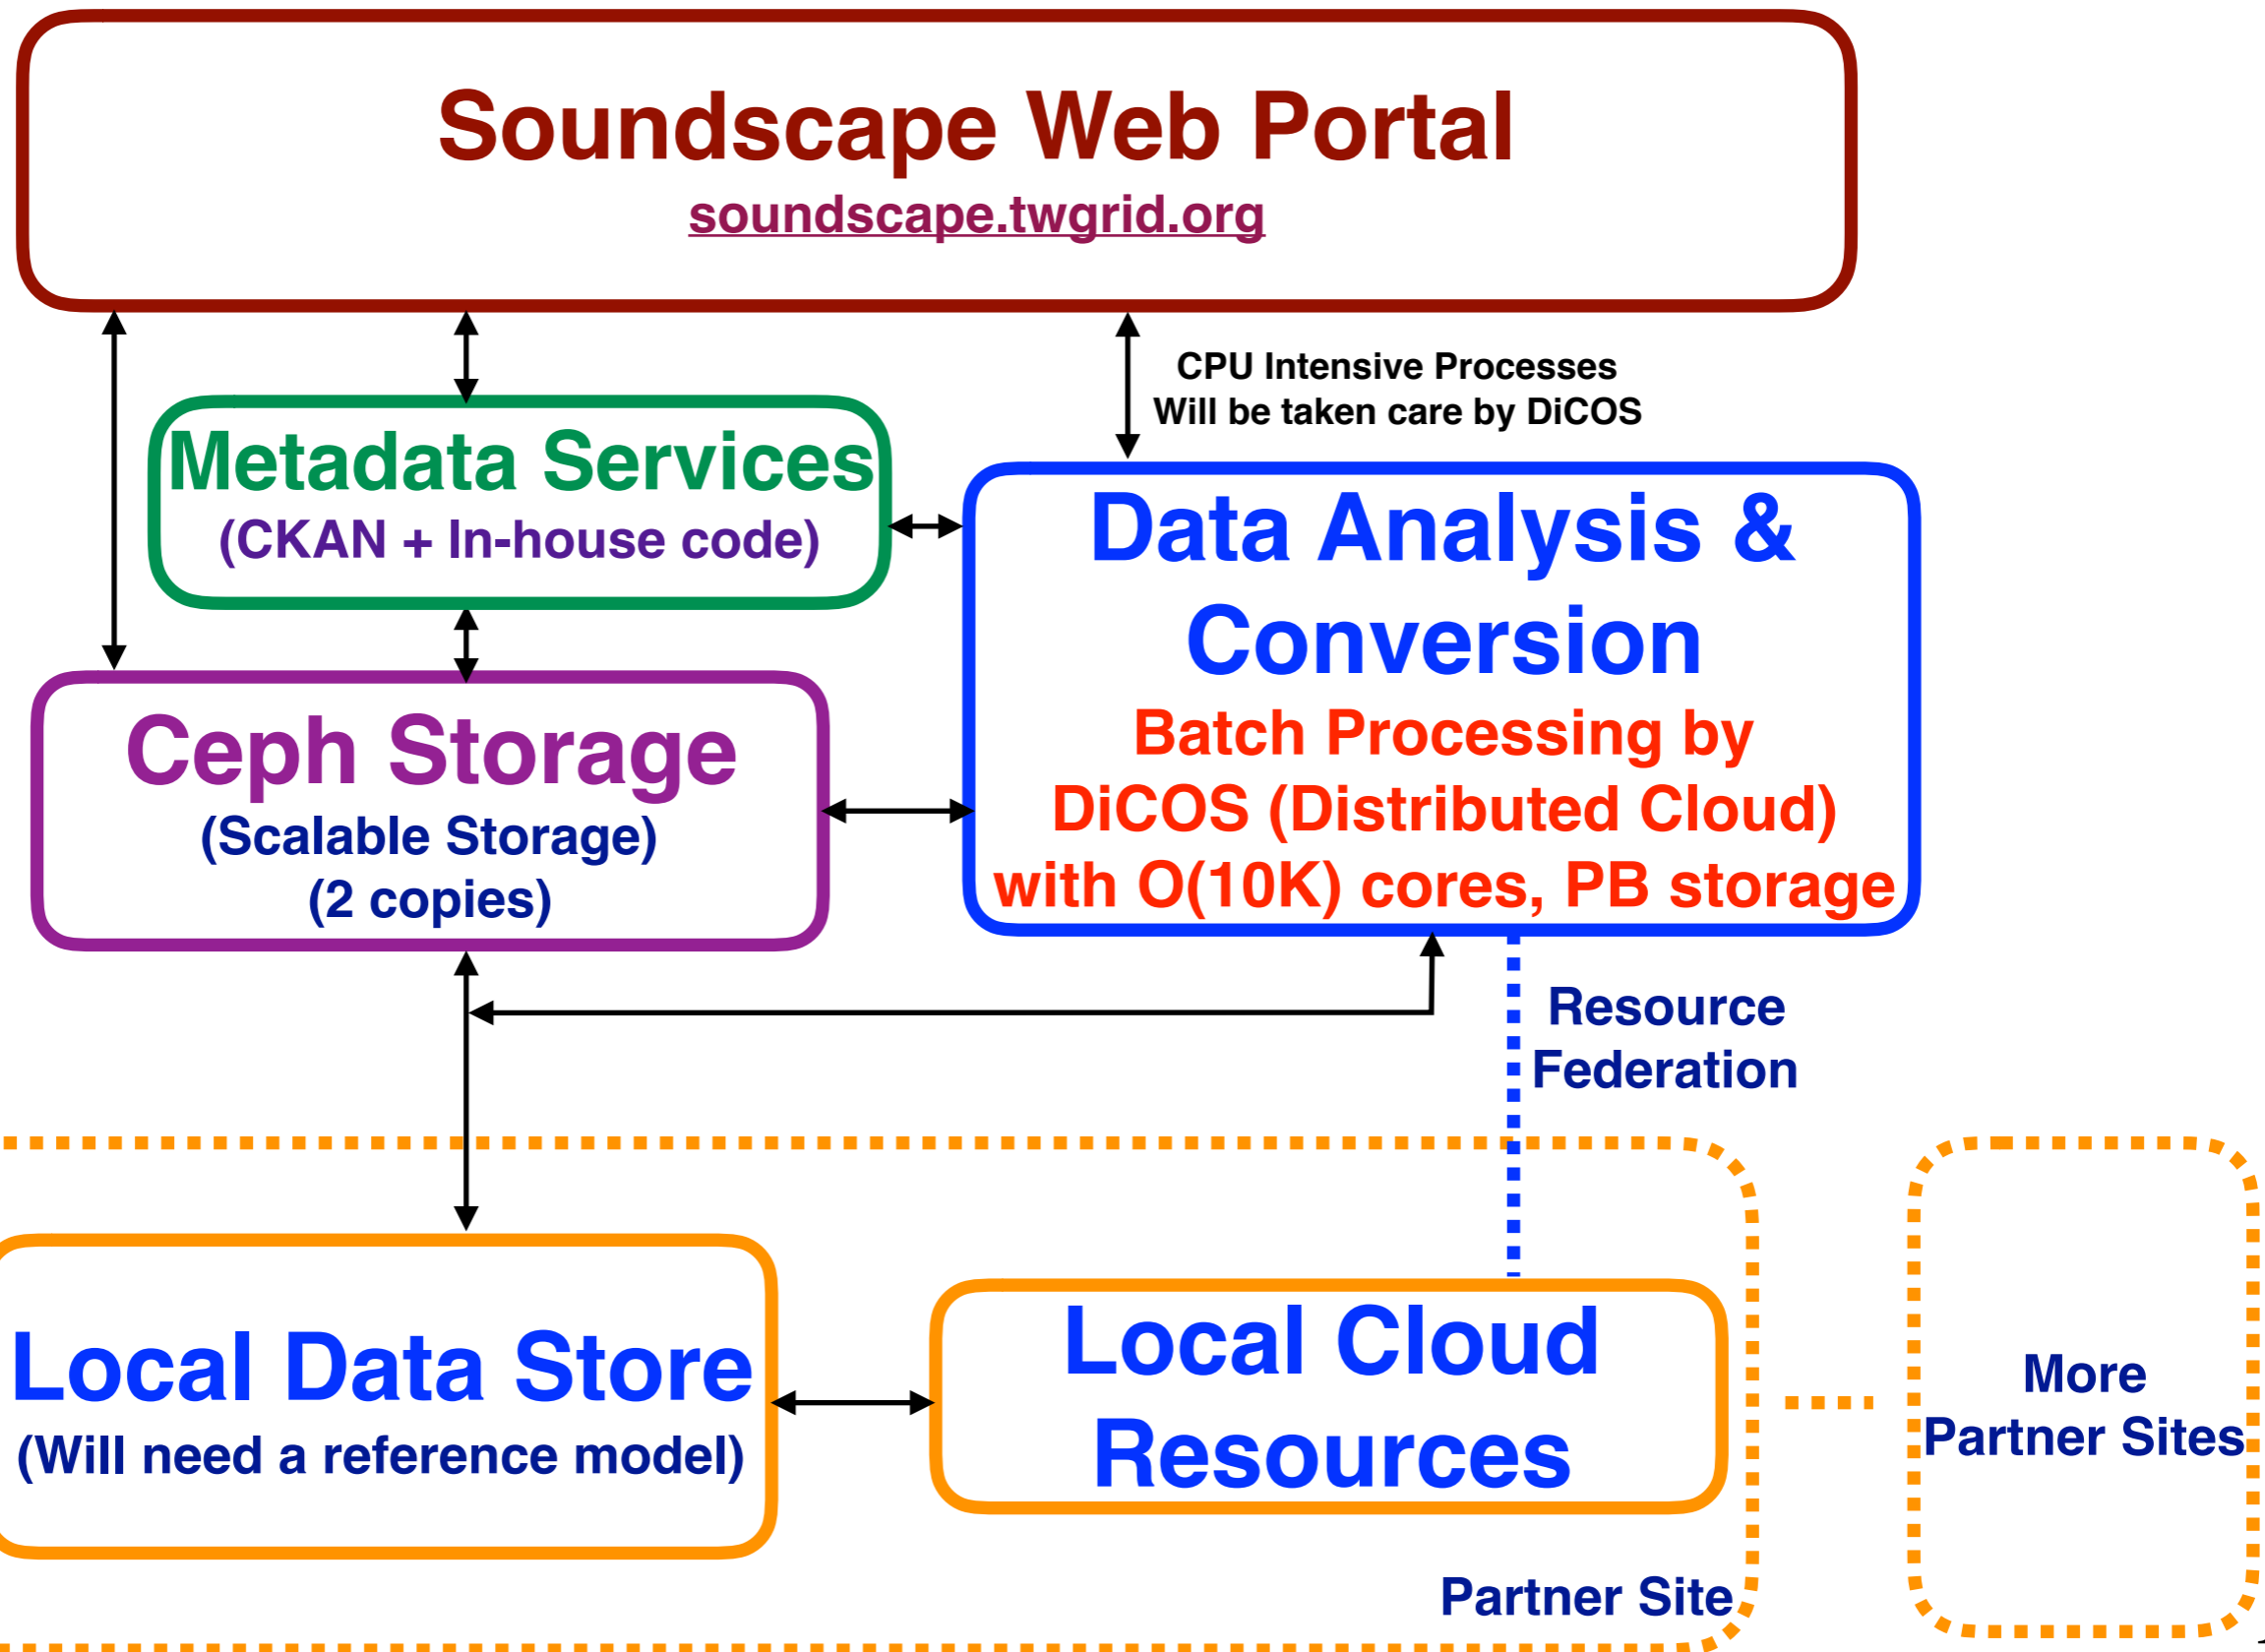 Soundscape Web Portal
soundscape.twgrid.org
CPU Intensive Processes
Will be taken care by DiCOS
Metadata Services
(CKAN + In-house code)
Data Analysis &
Conversion
Batch Processing by
DiCOS (Distributed Cloud)
with O(10K) cores, PB storage
Ceph Storage
(Scalable Storage)
(2 copies)
Resource
Federation
Local Data Store
(Will need a reference model)
Local Cloud
Resources
Partner Site
More
Partner Sites